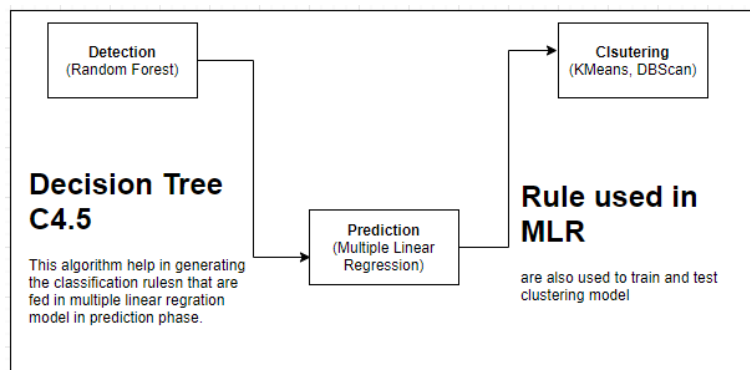 Detection
(Random Forest)
Clsutering
(KMeans, DBScan)
Decision Tree
C4.5
This algorithm help in generating
the classification rulesn that are
fed in multiple linear regration
model in prediction phase.
Prediction
(Multiple Linear
Regression)
Rule used in
MLR
are also used to train and test
clustering model